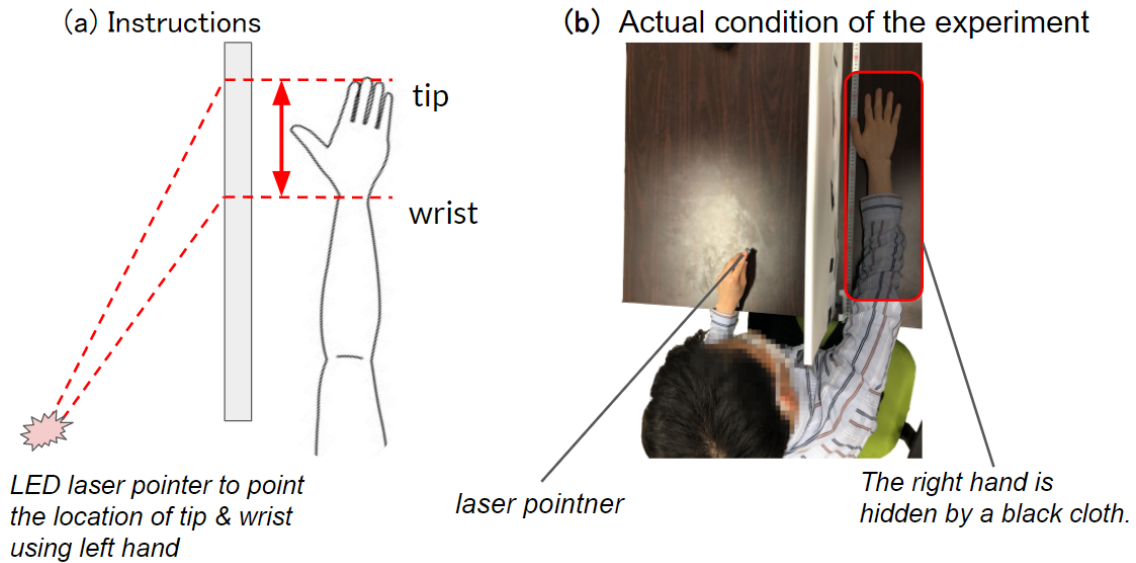 (a) Instructions
tip
wrist
LED laser pointer to point
the location of tip & wrist
using left hand
(b) Actual condition of the experiment
laser pointner
The right hand is
hidden by a black cloth.